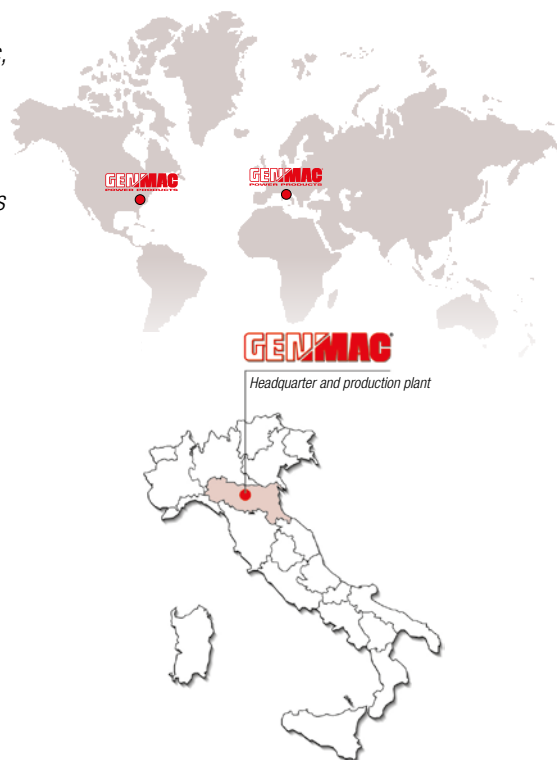 GENMAC
POWER PRODUCTS
GENMAC
POWER PRODUCTS
s
GENMAC®
Headquarter and production plant